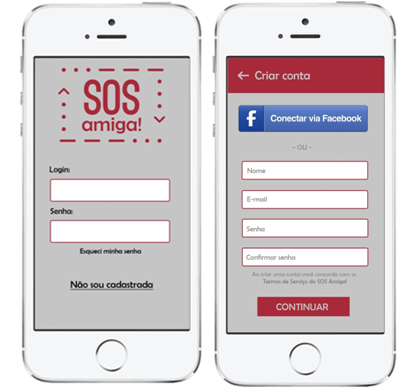 SOS
amiga!
Login:
Senha:
Esqueci minha senha
Não sou cadastrada
Criar conta
f Conectar via Facebook
- OU -
Nome
E-mail
Senha
Confirmar senha
Ao criar uma conta você concorda com os
Termos de Serviço do SOS Amiga!
CONTINUAR